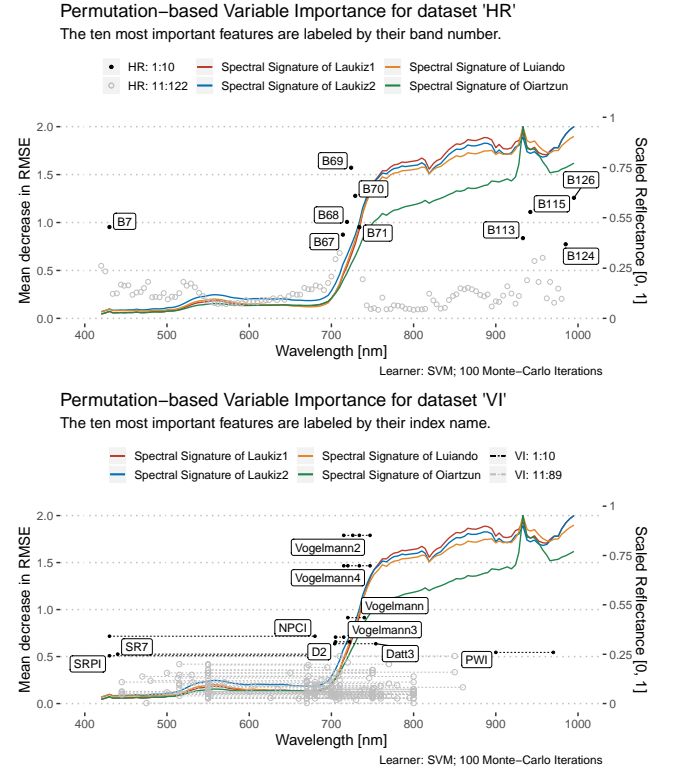 Permutation−based Variable Importance for dataset 'HR'
The ten most important features are labeled by their band number.
HR: 1:10 Spectral Signature of Laukiz1 Spectral Signature of Luiando
HR: 11:122 Spectral Signature of Laukiz2 Spectral Signature of Oiartzun
Mean decrease in RMSE
2.0
1.5
1.0
0.5
0.0
B7
B69
B70
B68
B67
B71
B126
B115
B113
B124
1
0.75
0.55
0.25
0
Scaled Reflectance [0, 1]
400 500 600 700 800 900 1000
Wavelength [nm]
Learner: SVM; 100 Monte−Carlo Iterations
Permutation−based Variable Importance for dataset 'VI'
The ten most important features are labeled by their index name.
Spectral Signature of Laukiz1 Spectral Signature of Luiando VI: 1:10
Spectral Signature of Laukiz2 Spectral Signature of Oiartzun VI: 11:89
Mean decrease in RMSE
2.0
1.5
1.0
0.5
0.0
Vogelmann2
Vogelmann4
Vogelmann
NPCI
Vogelmann3
SR7
D2
Datt3
SRPI
PWI
1
0.75
0.55
0.25
0
Scaled Reflectance [0, 1]
400 500 600 700 800 900 1000
Wavelength [nm]
Learner: SVM; 100 Monte−Carlo Iterations